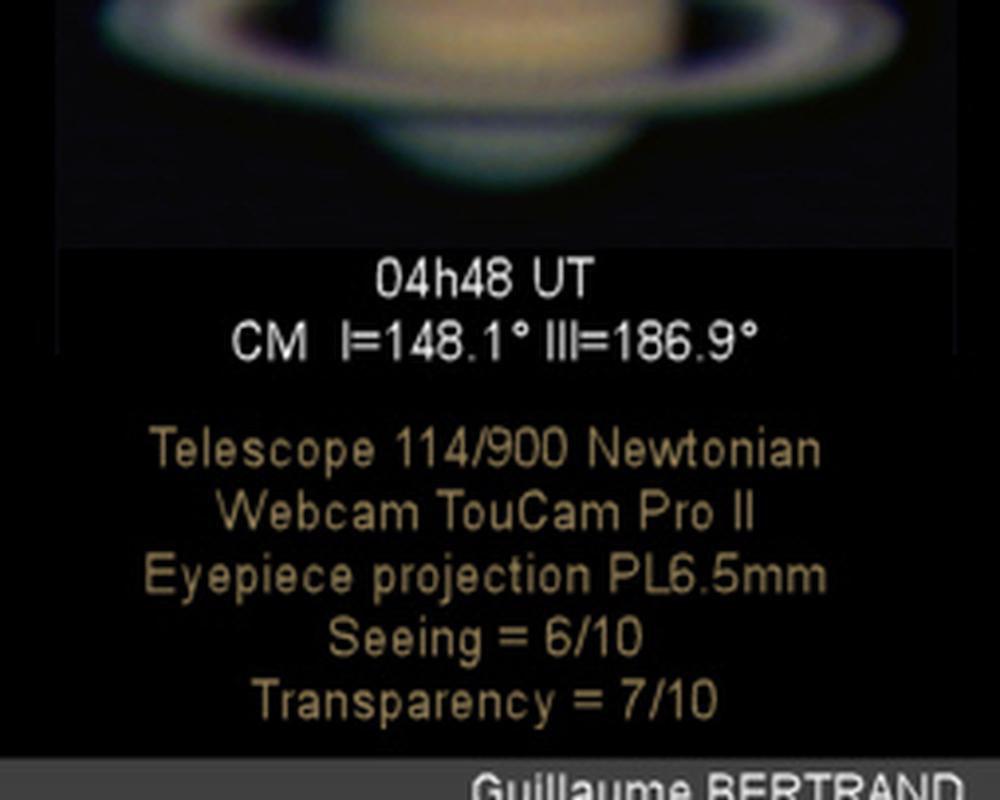 04h48 UT
CM I=148.1° III=186.9°
Telescope 114/900 Newtonian
Webcam TouCam Pro II
Eyepiece projection PL6.5mm
Seeing = 6/10
Transparency = 7/10
Guillaume BERTRAND